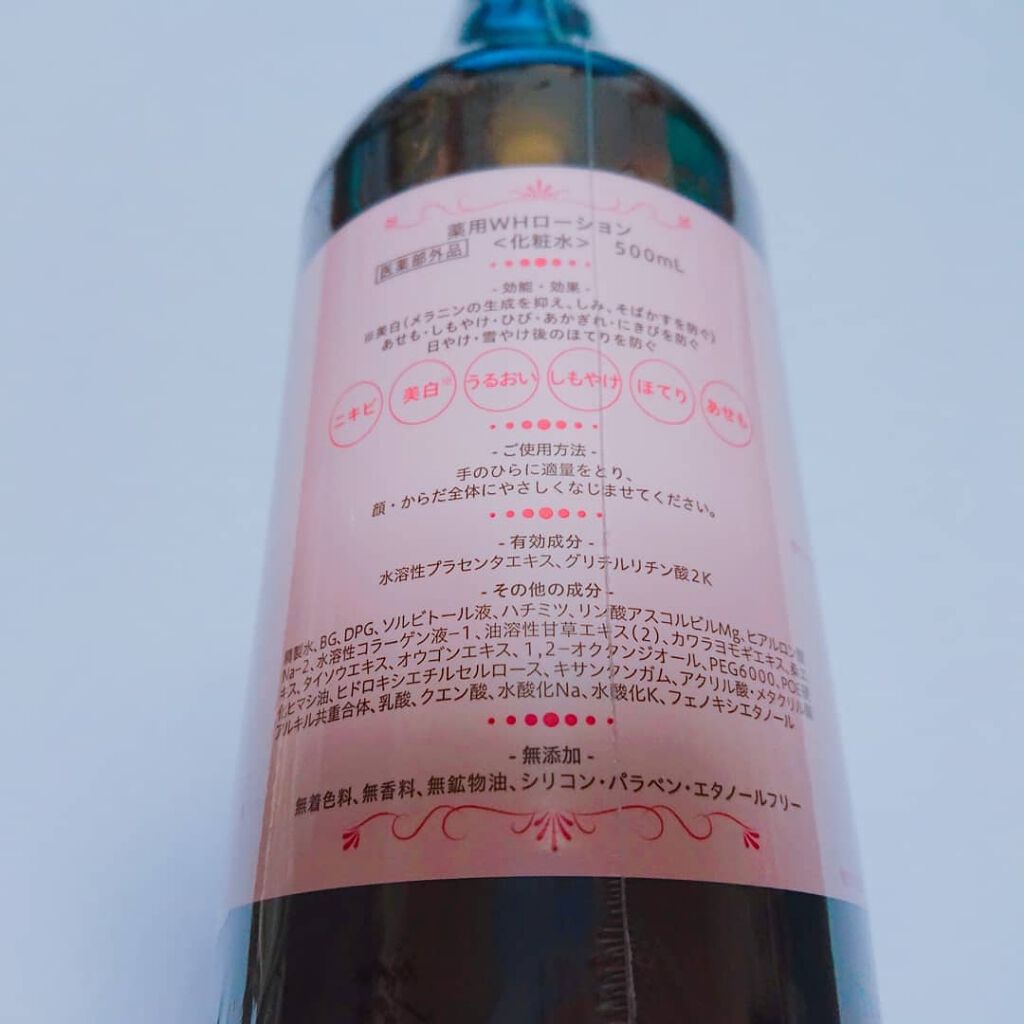 薬用WHローション
医薬部外品 <化粧水> 500mL
- 効能・効果 -
※美白(メラニンの生成を抑え、しみ、そばかすを防ぐ)
あせも・しもやけ・ひび・あかぎれ・にきびを防ぐ
日やけ・雪やけ後のほてりを防ぐ
ニキビ 美白※ うるおい しもやけ ほてり あせも
- ご使用方法 -
手のひらに適量をとり、
顔・からだ全体にやさしくなじませてください。
- 有効成分 -
水溶性プラセンタエキス、グリチルリチン酸2K
- その他の成分 -
精製水、BG、DPG、ソルビトール液、ハチミツ、リン酸アスコルビルMg、ヒアルロン酸
Na-2、水溶性コラーゲン液-1、油溶性甘草エキス(2)、カワラヨモギエキス、
キス、タイソウエキス、オウゴンエキス、1,2-オクタンジオール、PEG6000、POE
ヒマシ油、ヒドロキシエチルセルロース、キサンタンガム、アクリル酸・メタクリル酸
アルキル共重合体、乳酸、クエン酸、水酸化Na、水酸化K、フェノキシエタノール
- 無添加 -
無着色料、無香料、無鉱物油、シリコン・パラベン・エタノールフリー